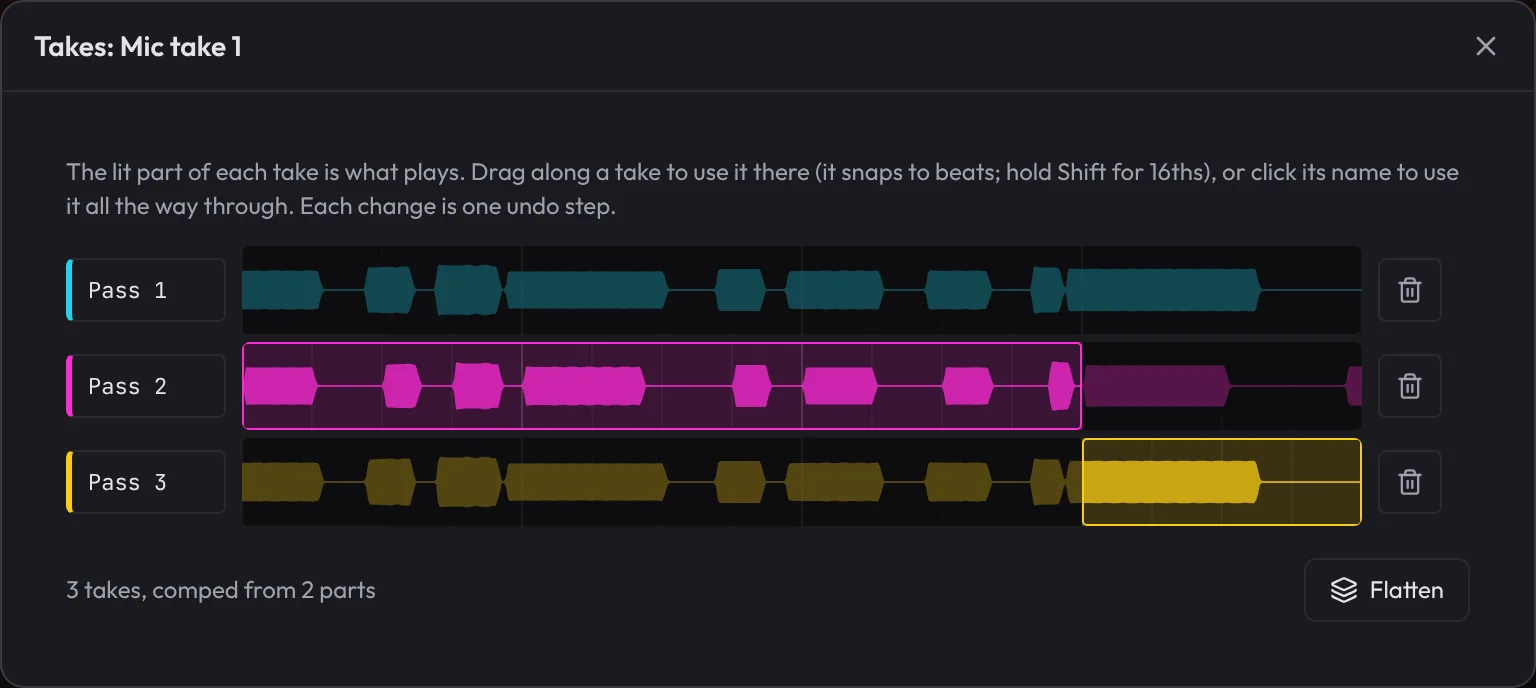 Takes: Mic take 1
The lit part of each take is what plays. Drag along a take to use it there (it snaps to beats; hold Shift for 16ths), or click its name to use
it all the way through. Each change is one undo step.
Pass 1
Pass 2
Pass 3
3 takes, comped from 2 parts
Flatten